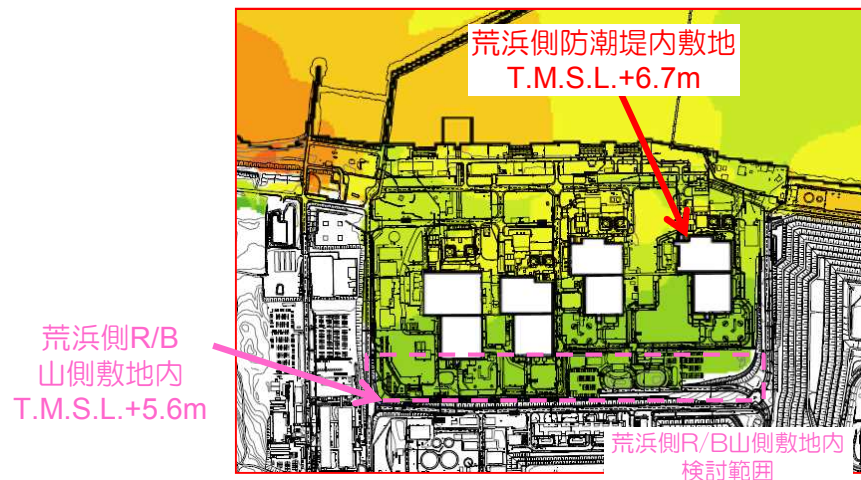 荒浜側防潮堤内敷地
T.M.S.L.+6.7m
荒浜側R/B
山側敷地内
T.M.S.L.+5.6m
荒浜側R/B山側敷地内
検討範囲